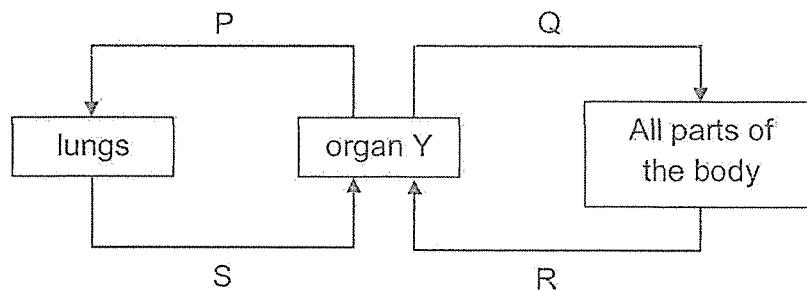 P
Q
lungs
organ Y
All parts of
the body
S
R